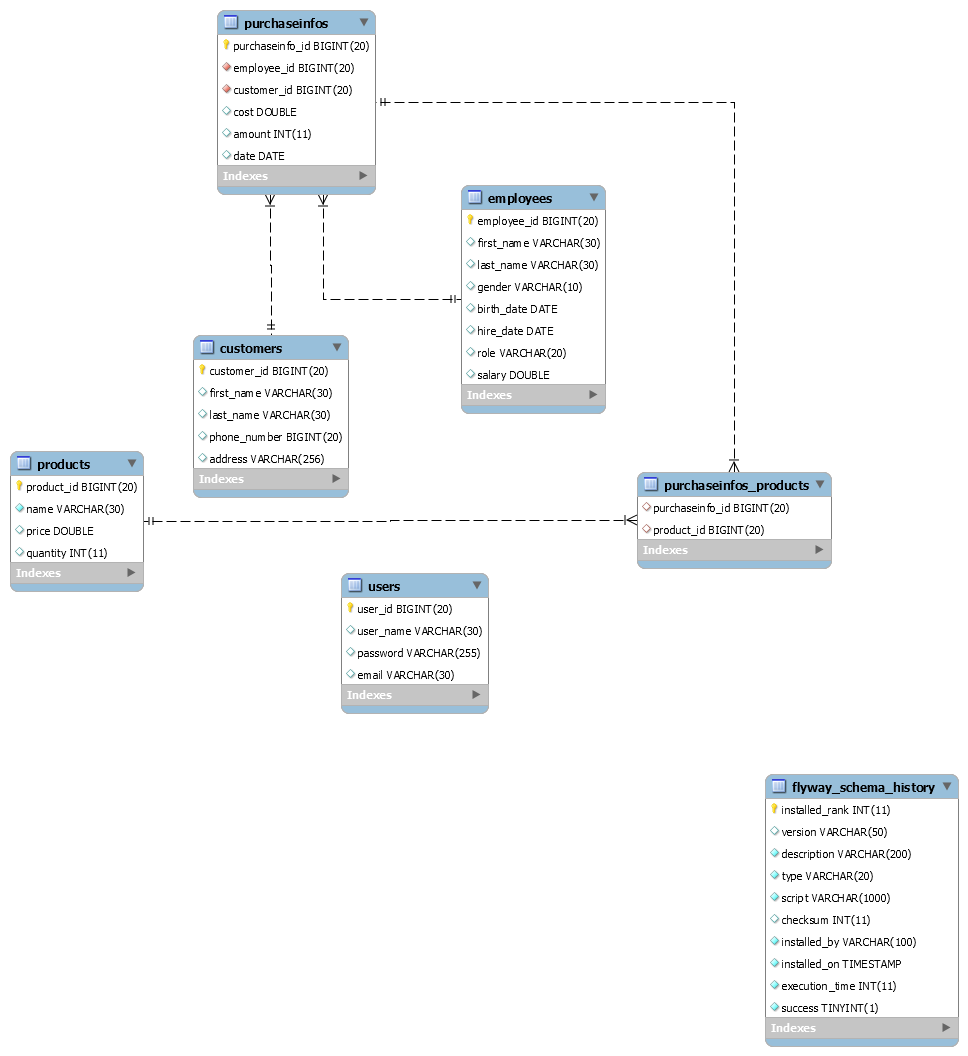 purchaseinfos
purchaseinfo_id BIGINT(20)
employee_id BIGINT(20)
customer_id BIGINT(20)
cost DOUBLE
amount INT(11)
date DATE
Indexes
employees
employee_id BIGINT(20)
first_name VARCHAR(30)
last_name VARCHAR(30)
gender VARCHAR(10)
birth_date DATE
hire_date DATE
role VARCHAR(20)
salary DOUBLE
Indexes
customers
customer_id BIGINT(20)
first_name VARCHAR(30)
last_name VARCHAR(30)
phone_number BIGINT(20)
address VARCHAR(256)
Indexes
products
product_id BIGINT(20)
name VARCHAR(30)
price DOUBLE
quantity INT(11)
Indexes
purchaseinfos_products
purchaseinfo_id BIGINT(20)
product_id BIGINT(20)
Indexes
users
user_id BIGINT(20)
user_name VARCHAR(30)
password VARCHAR(255)
email VARCHAR(30)
Indexes
flyway_schema_history
installed_rank INT(11)
version VARCHAR(50)
description VARCHAR(200)
type VARCHAR(20)
script VARCHAR(1000)
checksum INT(11)
installed_by VARCHAR(100)
installed_on TIMESTAMP
execution_time INT(11)
success TINYINT(1)
Indexes